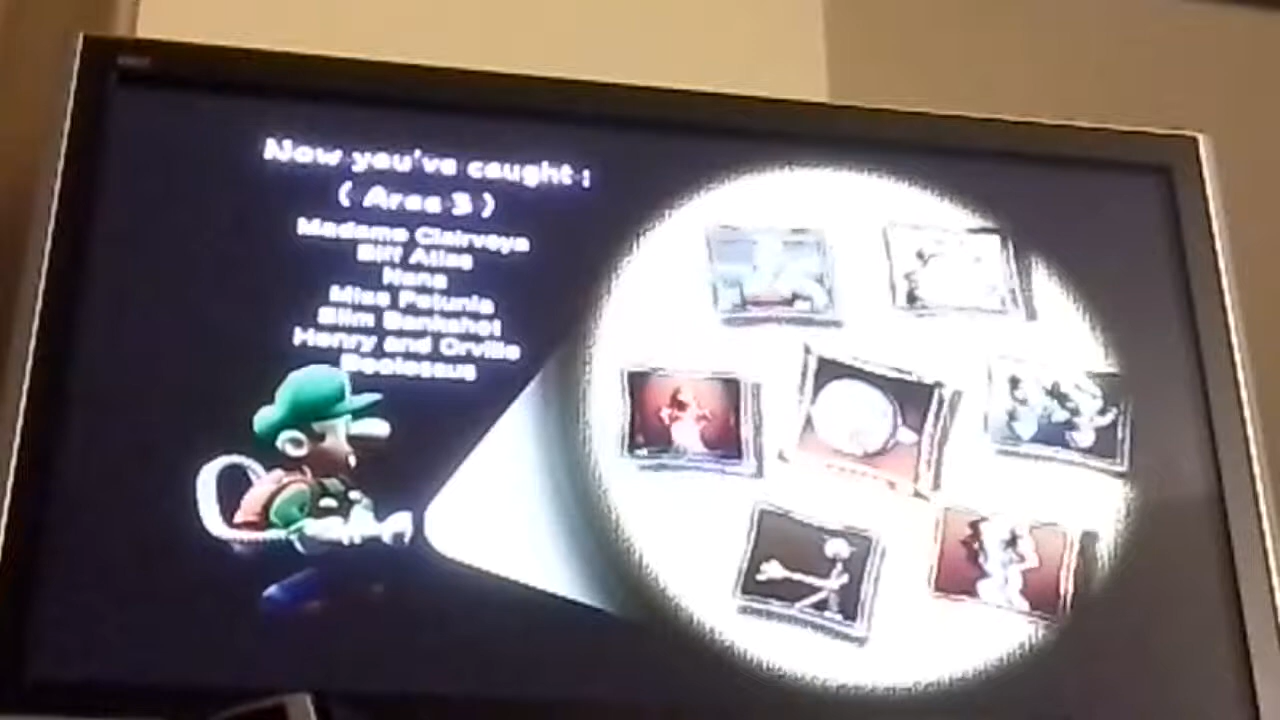 Now you've caught :
( Area 3 )
Madame Clairvoya
Biff Atlas
Nana
Miss Petunia
Slim Bankshot
Henry and Orville
Boolossus